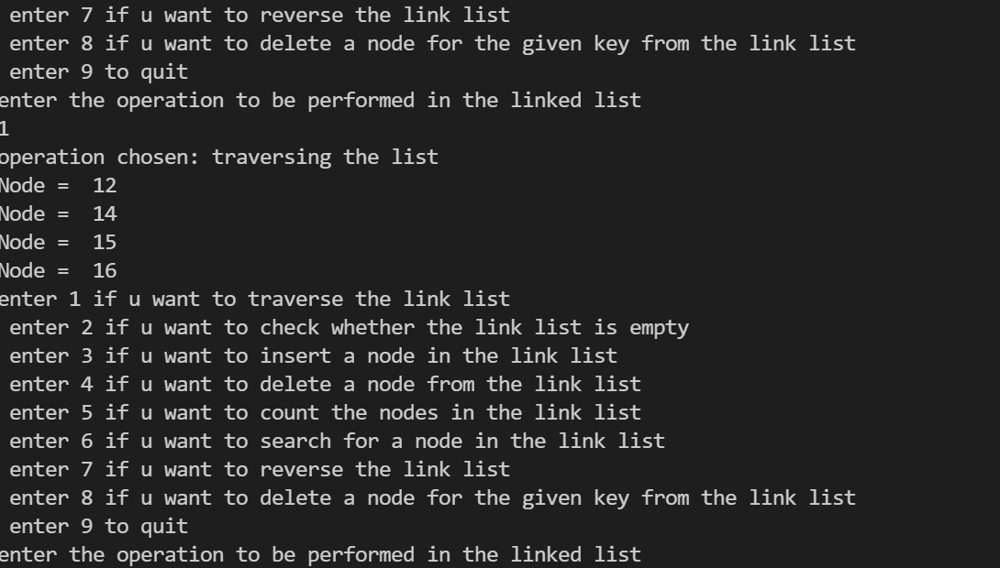 enter 7 if u want to reverse the link list
enter 8 if u want to delete a node for the given key from the link list
enter 9 to quit
enter the operation to be performed in the linked list
1
operation chosen: traversing the list
Node =  12
Node =  14
Node =  15
Node =  16
enter 1 if u want to traverse the link list
enter 2 if u want to check whether the link list is empty
enter 3 if u want to insert a node in the link list
enter 4 if u want to delete a node from the link list
enter 5 if u want to count the nodes in the link list
enter 6 if u want to search for a node in the link list
enter 7 if u want to reverse the link list
enter 8 if u want to delete a node for the given key from the link list
enter 9 to quit
enter the operation to be performed in the linked list